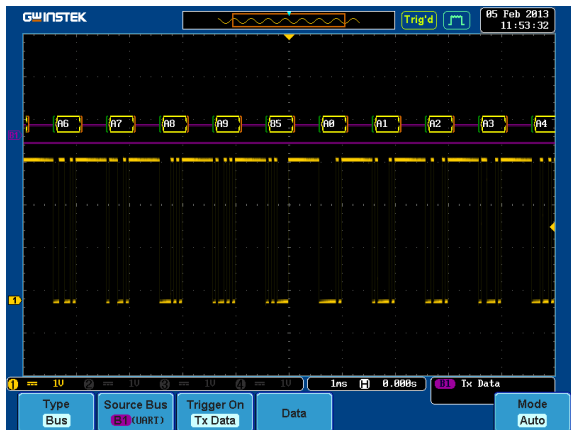 GWINSTEK Trig'd 05 Feb 2013
11:53:32
A6 A7 A8 A9 B5 A0 A1 A2 A3 A4
B1
1
1 1V 2 1V 3 1V 4 1V 1ms H 0.000s B1 Tx Data
Type Source Bus Trigger On Data Mode
Bus B1 (UART) Tx Data Auto